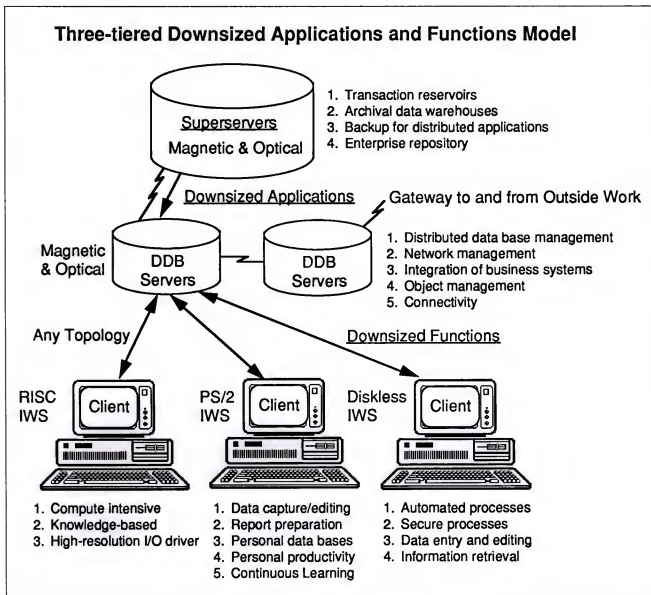 Three-tiered Downsized Applications and Functions Model
Superservers
Magnetic & Optical
1. Transaction reservoirs
2. Archival data warehouses
3. Backup for distributed applications
4. Enterprise repository
Downsized Applications
Gateway to and from Outside Work
Magnetic
& Optical
DDB
Servers
DDB
Servers
1. Distributed data base management
2. Network management
3. Integration of business systems
4. Object management
5. Connectivity
Any Topology
Downsized Functions
RISC
IWS
Client
PS/2
IWS
Client
Diskless
IWS
Client
1. Compute intensive
2. Knowledge-based
3. High-resolution I/O driver
1. Data capture/editing
2. Report preparation
3. Personal data bases
4. Personal productivity
5. Continuous Learning
1. Automated processes
2. Secure processes
3. Data entry and editing
4. Information retrieval